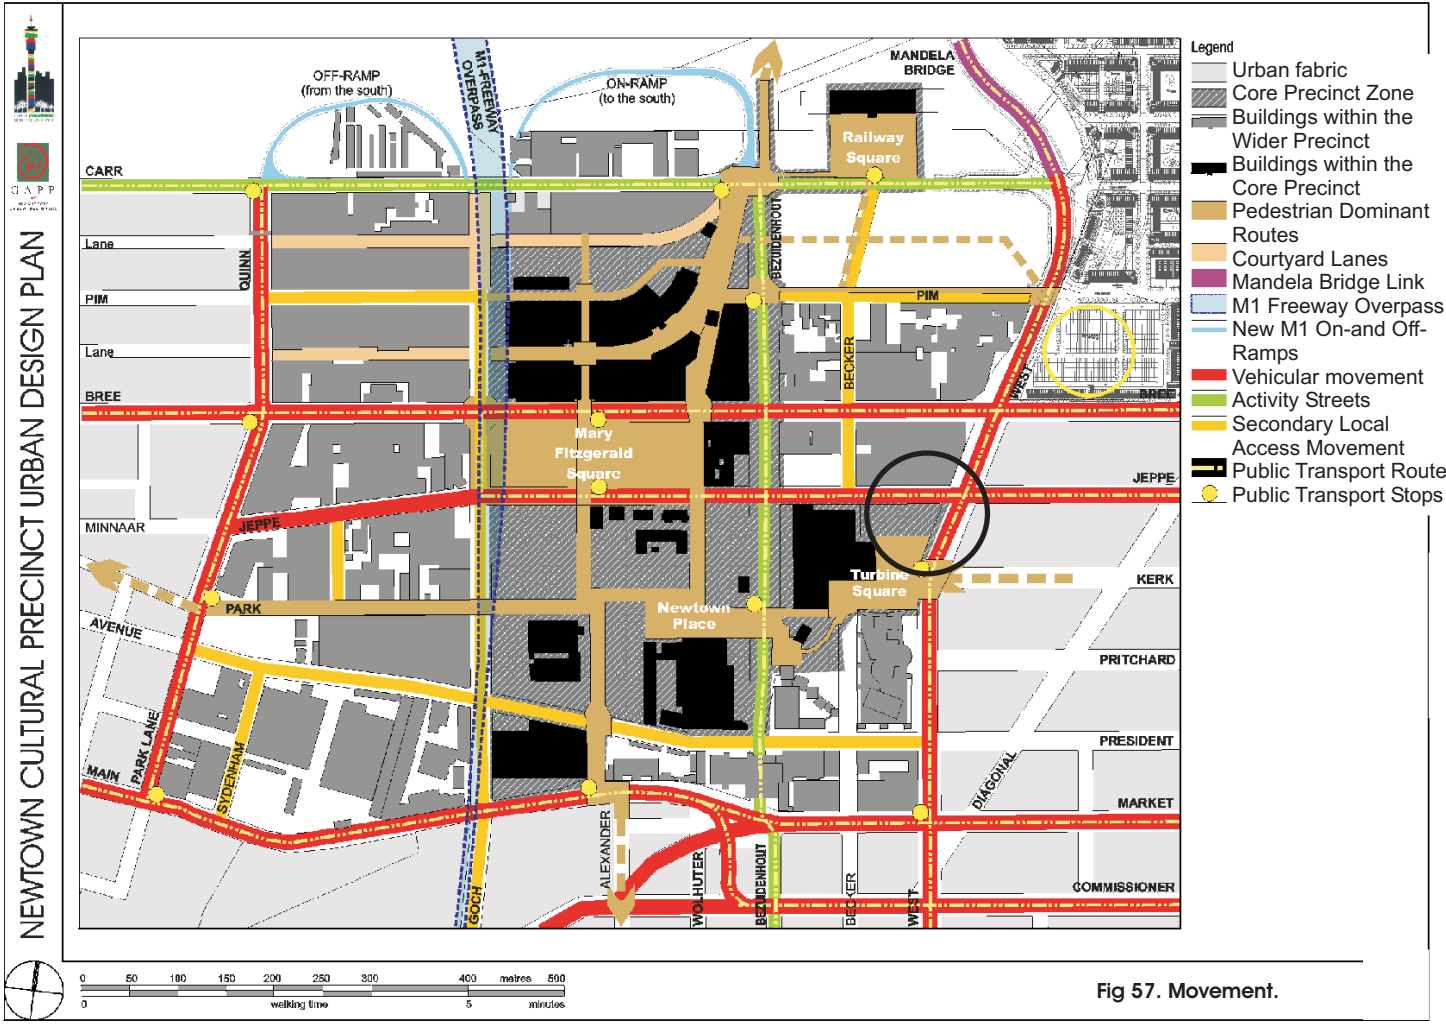 NEWTOWN CULTURAL PRECINCT URBAN DESIGN PLAN
GAPP
OFF-RAMP
(from the south)
M1-FREEWAY
OVERPASS
ON-RAMP
(to the south)
MANDELA
BRIDGE
Railway
Square
CARR
Lane
QUINN
BEZUIDENHOUT
PIM
PIM
Lane
BECKER
WEST
BREE
BREE
Mary
Fitzgerald
Square
JEPPE
MINNAAR
JEPPE
Turbine
Square
KERK
PARK
Newtown
Place
AVENUE
PRITCHARD
PARK LANE
SYDENHAM
PRESIDENT
MAIN
DIAGONAL
MARKET
ALEXANDER
GOCH
WOLHUTER
BEZUIDENHOUT
BECKER
WEST
COMMISSIONER
Legend
Urban fabric
Core Precinct Zone
Buildings within the
Wider Precinct
Buildings within the
Core Precinct
Pedestrian Dominant
Routes
Courtyard Lanes
Mandela Bridge Link
M1 Freeway Overpass
New M1 On-and Off-
Ramps
Vehicular movement
Activity Streets
Secondary Local
Access Movement
Public Transport Route
Public Transport Stops
0 50 100 150 200 250 300 400 metres 500
0 walking time 5 minutes
Fig 57. Movement.